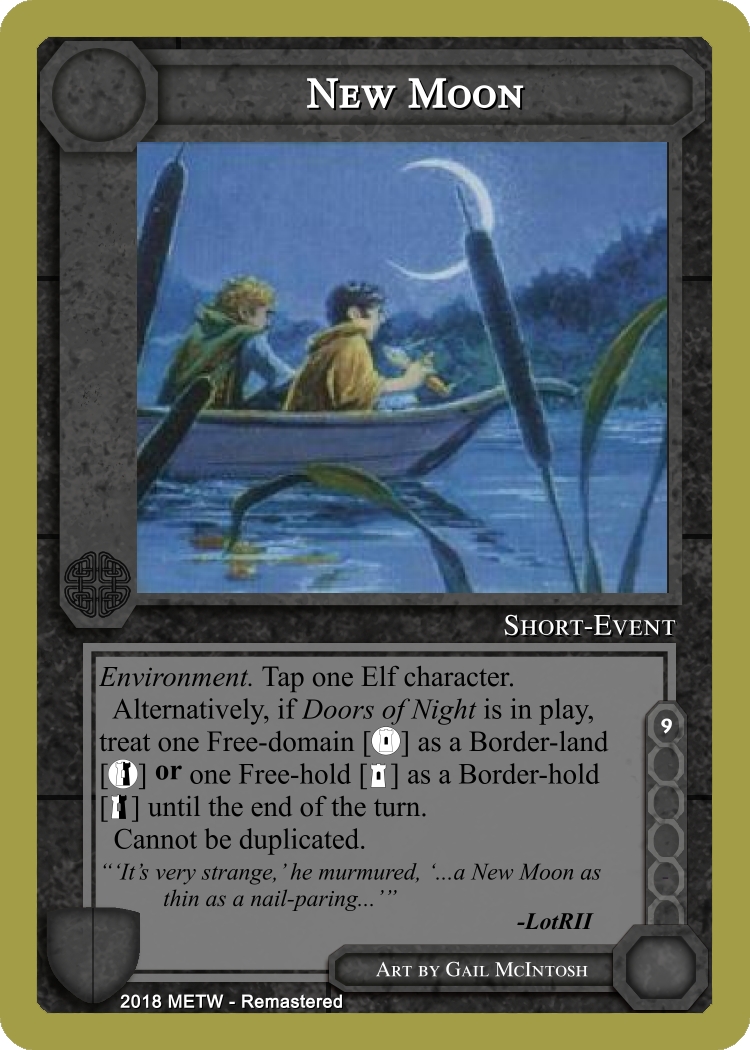 New Moon
Short-Event
Environment. Tap one Elf character.
Alternatively, if Doors of Night is in play,
treat one Free-domain [] as a Border-land
[] or one Free-hold [] as a Border-hold
[] until the end of the turn.
Cannot be duplicated.
“‘It's very strange,’ he murmured, ‘...a New Moon as
thin as a nail-paring...’”
-LotRII
9
Art by Gail McIntosh
2018 METW - Remastered